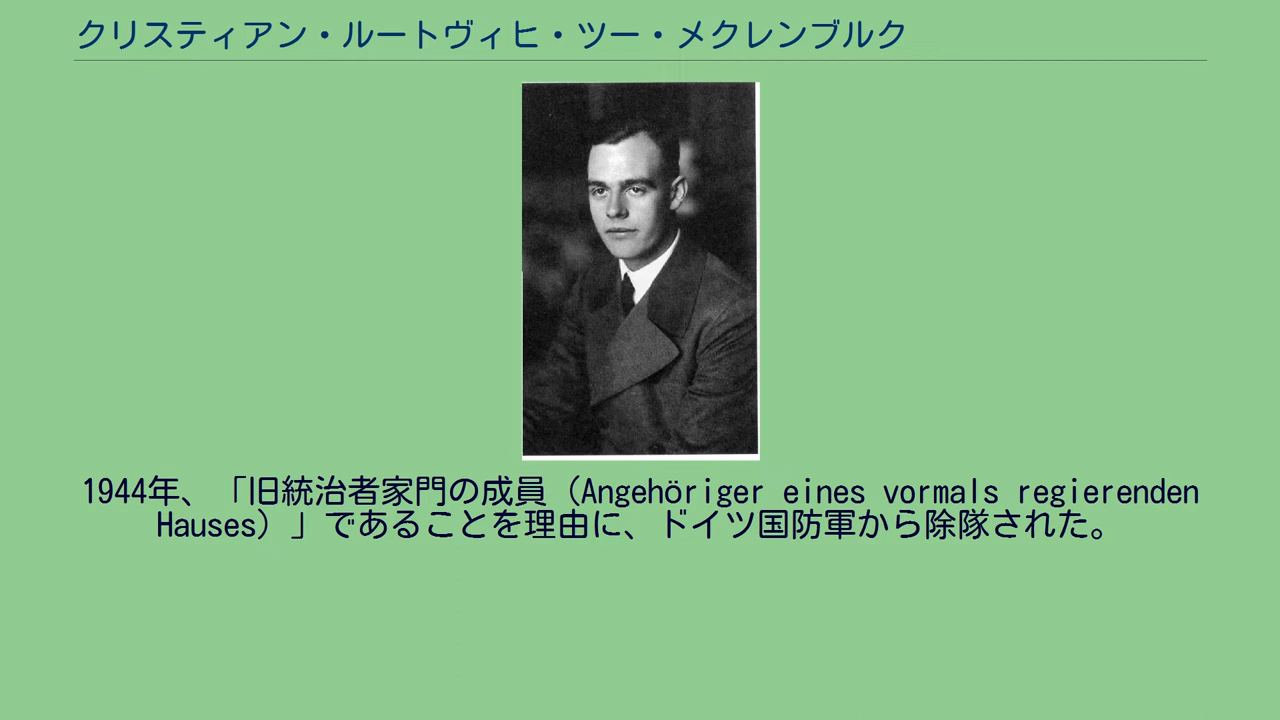 クリスティアン・ルートヴィヒ・ツー・メクレンブルク
1944年、「旧統治者家門の成員（Angehöriger eines vormals regierenden
Hauses）」であることを理由に、ドイツ国防軍から除隊された。